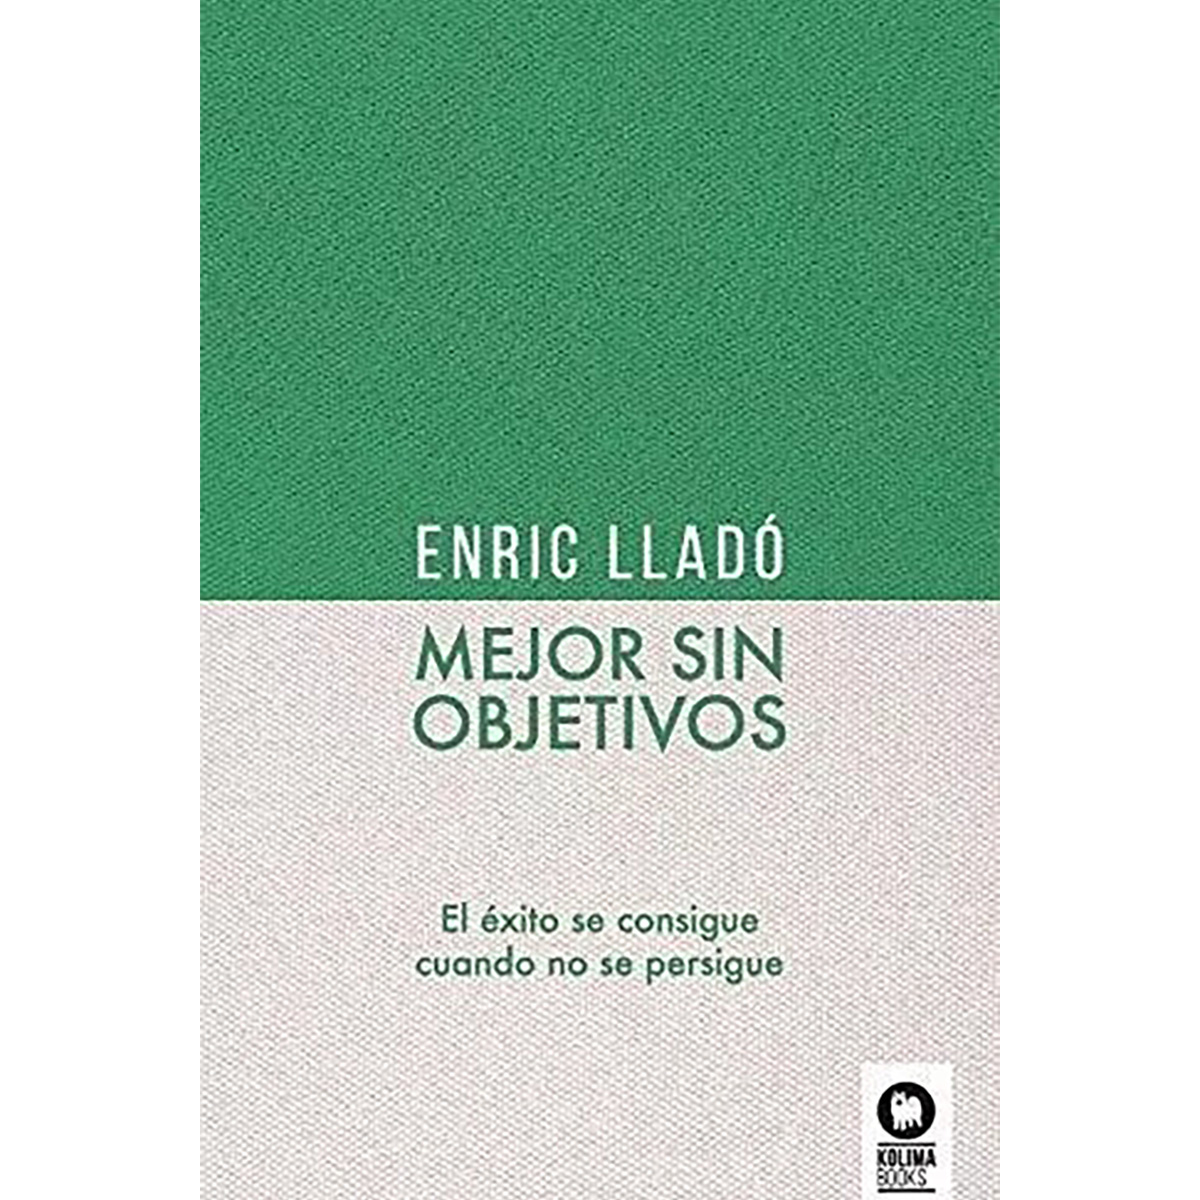 ENRIC LLADÓ
MEJOR SIN
OBJETIVOS
El éxito se consigue
cuando no se persigue
KOLIMA
BOOKS